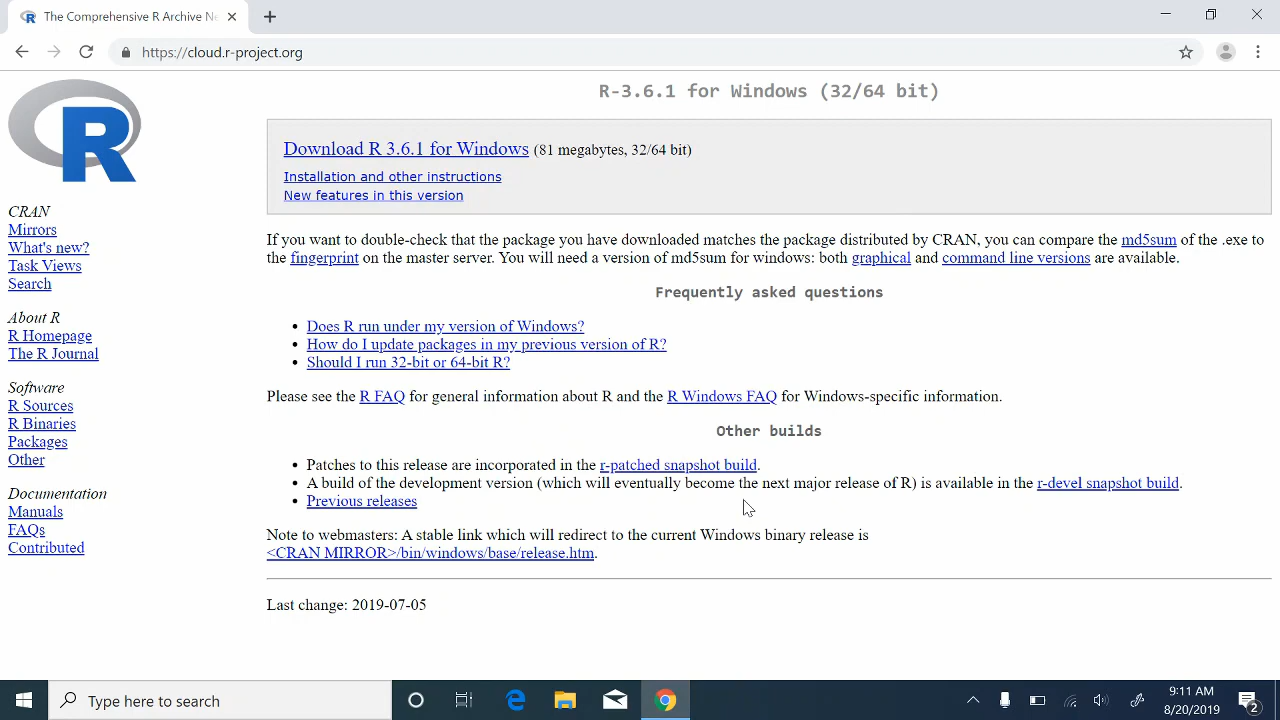 The Comprehensive R Archive Ne
https://cloud.r-project.org
R
CRAN
Mirrors
What's new?
Task Views
Search
About R
R Homepage
The R Journal
Software
R Sources
R Binaries
Packages
Other
Documentation
Manuals
FAQs
Contributed
R-3.6.1 for Windows (32/64 bit)
Download R 3.6.1 for Windows (81 megabytes, 32/64 bit)
Installation and other instructions
New features in this version
If you want to double-check that the package you have downloaded matches the package distributed by CRAN, you can compare the md5sum of the .exe to
the fingerprint on the master server. You will need a version of md5sum for windows: both graphical and command line versions are available.
Frequently asked questions
• Does R run under my version of Windows?
• How do I update packages in my previous version of R?
• Should I run 32-bit or 64-bit R?
Please see the R FAQ for general information about R and the R Windows FAQ for Windows-specific information.
Other builds
• Patches to this release are incorporated in the r-patched snapshot build.
• A build of the development version (which will eventually become the next major release of R) is available in the r-devel snapshot build.
• Previous releases
Note to webmasters: A stable link which will redirect to the current Windows binary release is
<CRAN MIRROR>/bin/windows/base/release.htm.
Last change: 2019-07-05
Type here to search
9:11 AM
8/20/2019
2